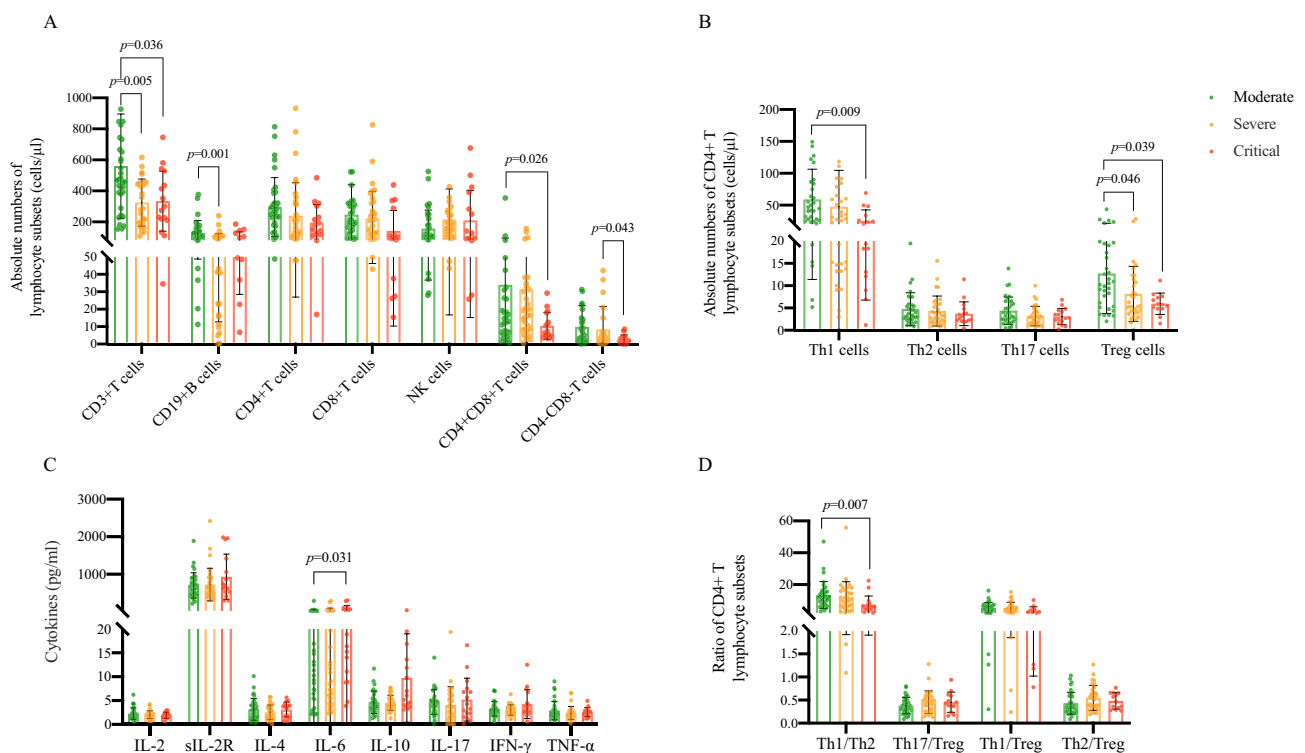 A
p=0.036
p=0.005
p=0.001
p=0.026
p=0.043
Absolute numbers of
lymphocyte subsets (cells/μl)
1000
800
600
400
200
50
40
30
20
10
0
CD3+T cells
CD19+B cells
CD4+T cells
CD8+T cells
NK cells
CD4+CD8+T cells
CD4-CD8-T cells
B
p=0.009
p=0.039
p=0.046
Absolute numbers of CD4+ T
lymphocyte subsets (cells/μl)
200
150
100
50
20
15
10
5
0
Th1 cells
Th2 cells
Th17 cells
Treg cells
Moderate
Severe
Critical
C
p=0.031
Cytokines (pg/ml)
3000
2000
1000
20
15
10
5
0
IL-2
sIL-2R
IL-4
IL-6
IL-10
IL-17
IFN-γ
TNF-α
D
p=0.007
Ratio of CD4+ T
lymphocyte subsets
60
40
20
2.0
1.5
1.0
0.5
0.0
Th1/Th2
Th17/Treg
Th1/Treg
Th2/Treg